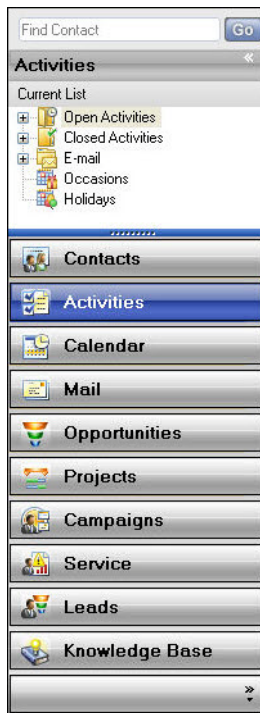 Find Contact Go
Activities
Current List
Open Activities
Closed Activities
E-mail
Occasions
Holidays
Contacts
Activities
Calendar
Mail
Opportunities
Projects
Campaigns
Service
Leads
Knowledge Base